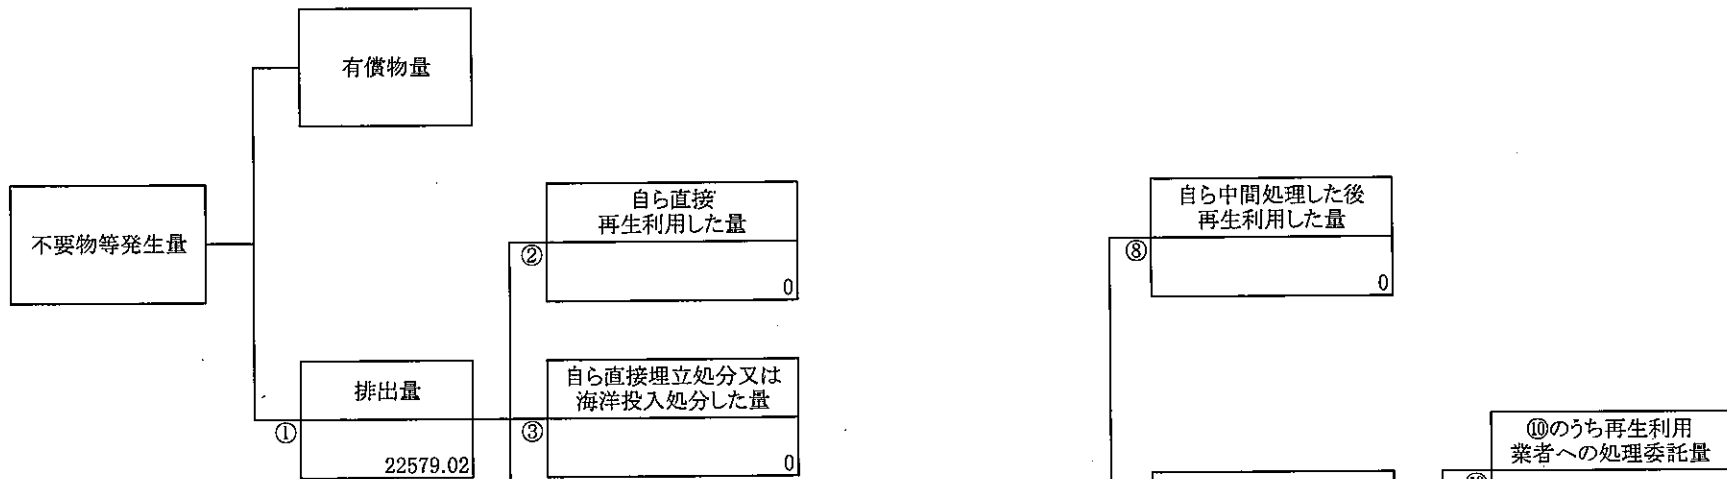 有償物量
不要物等発生量
自ら直接
再生利用した量
②
0
自ら中間処理した後
再生利用した量
⑧
0
排出量
①
22579.02
自ら直接埋立処分又は
海洋投入処分した量
③
0
⑩のうち再生利用
業者への処理委託量